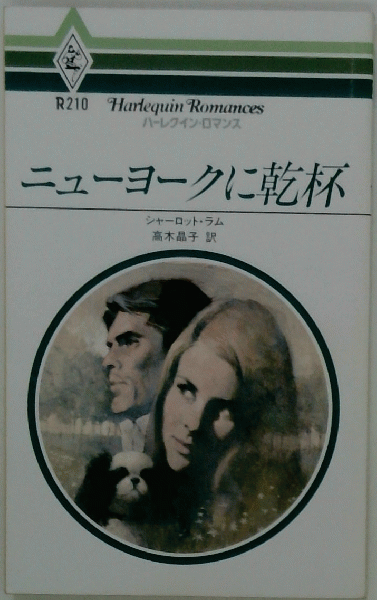 R210 Harlequin Romances
ハーレクイン・ロマンス
ニューヨークに乾杯
シャーロット・ラム
高木晶子 訳